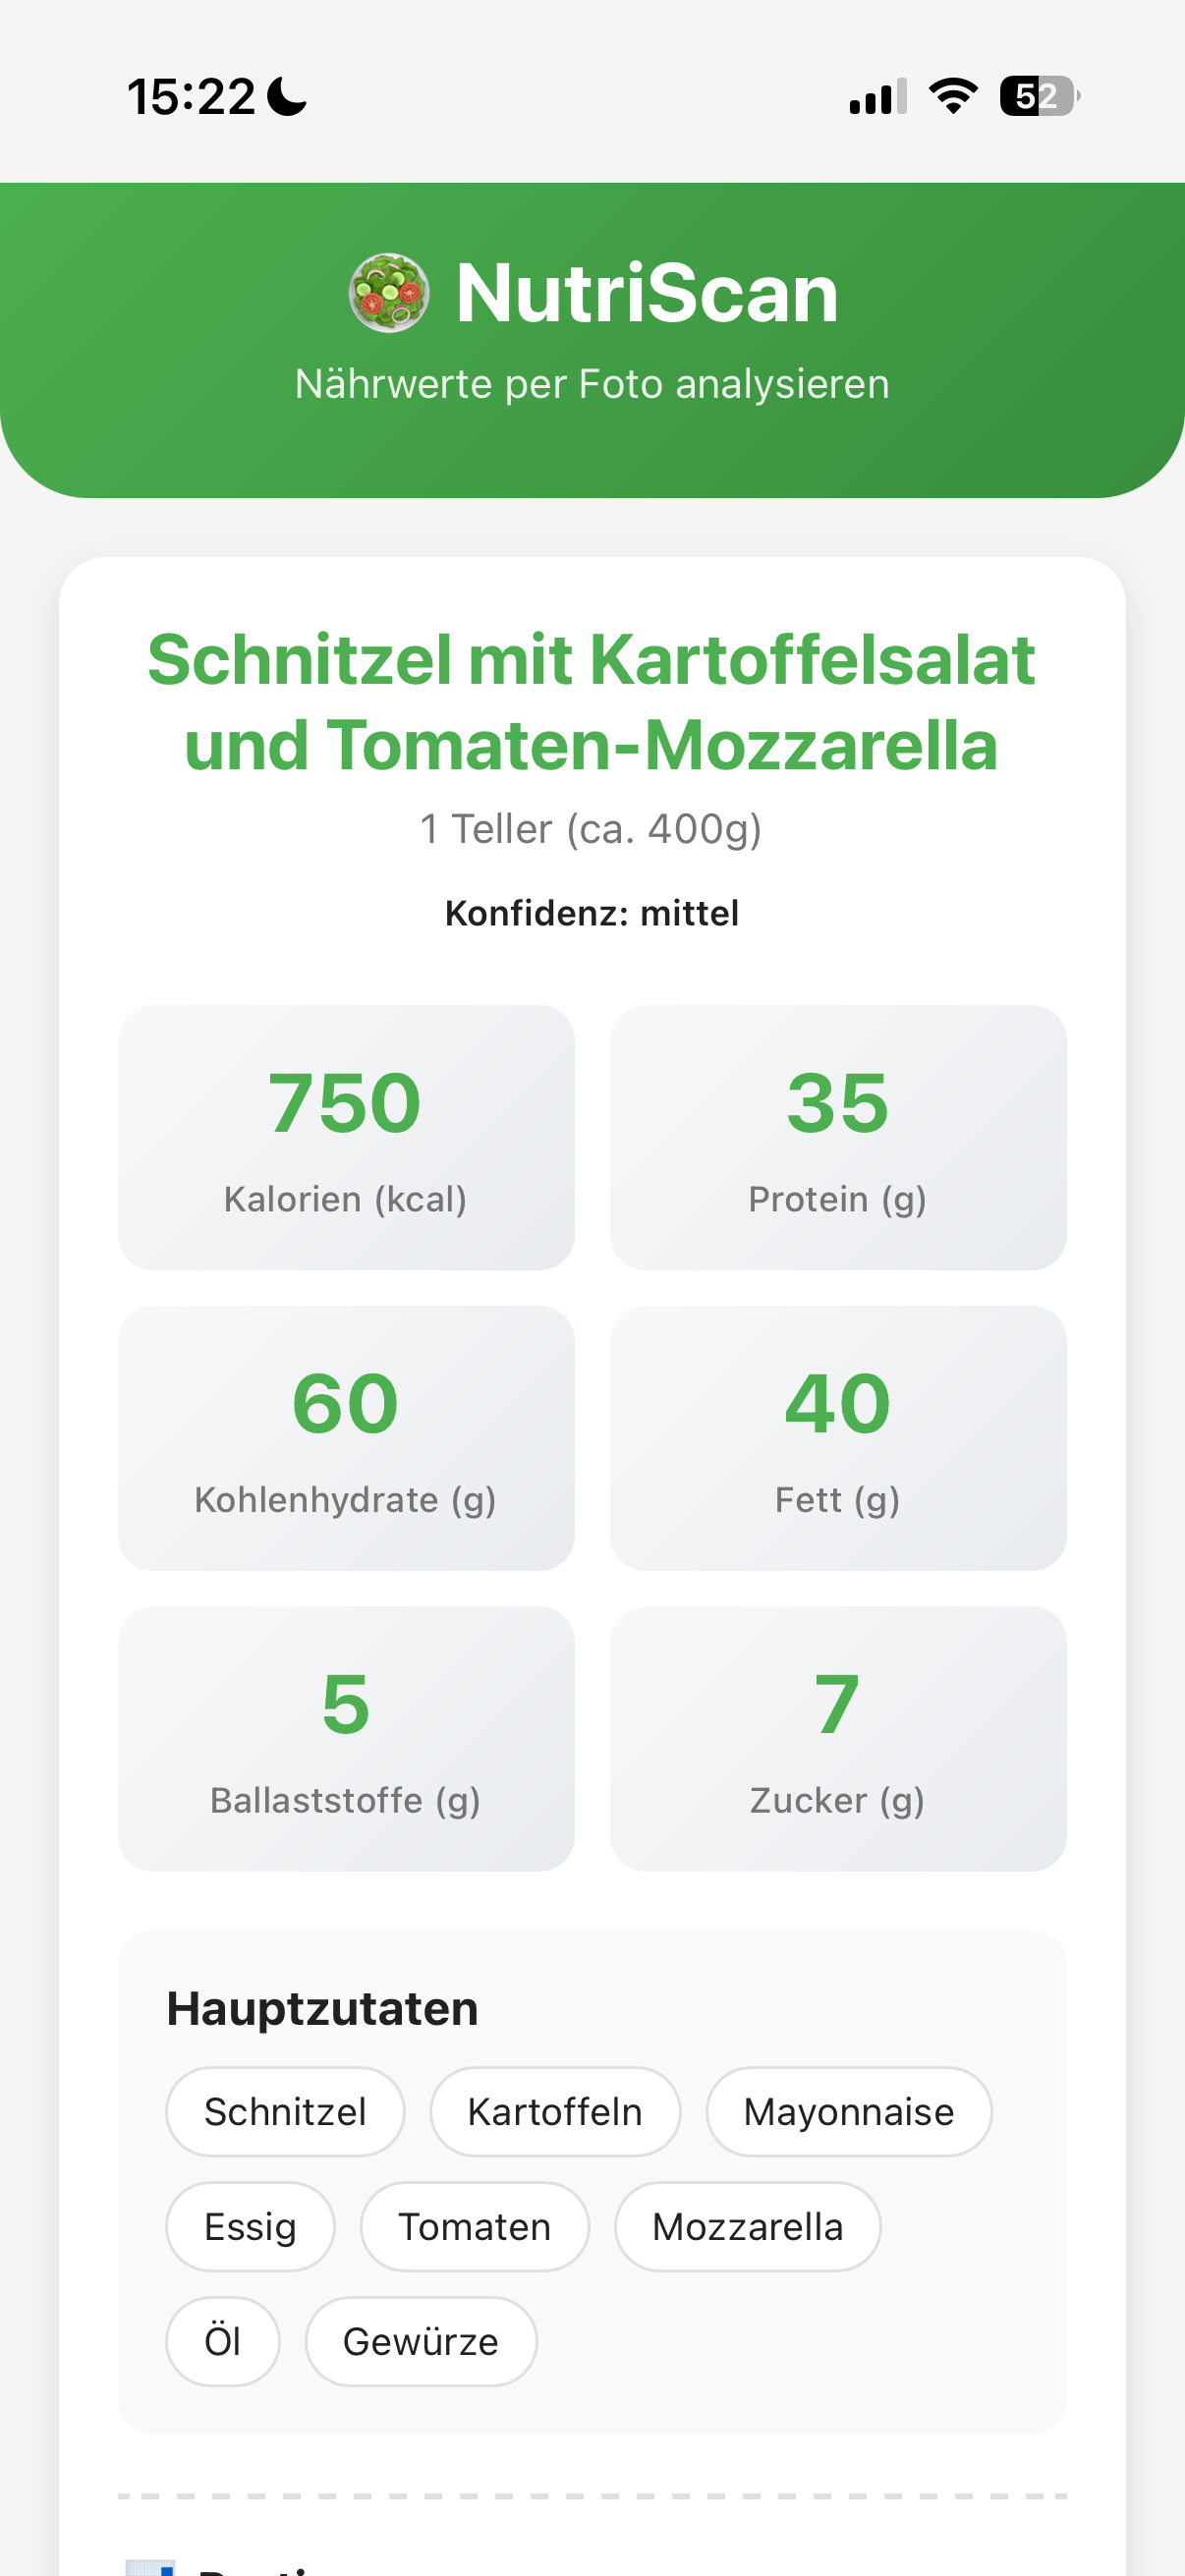 15:22
52
NutriScan
Nährwerte per Foto analysieren
Schnitzel mit Kartoffelsalat
und Tomaten-Mozzarella
1 Teller (ca. 400g)
Konfidenz: mittel
750 35
Kalorien (kcal) Protein (g)
60 40
Kohlenhydrate (g) Fett (g)
5 7
Ballaststoffe (g) Zucker (g)
Hauptzutaten
Schnitzel Kartoffeln Mayonnaise
Essig Tomaten Mozzarella
Öl Gewürze